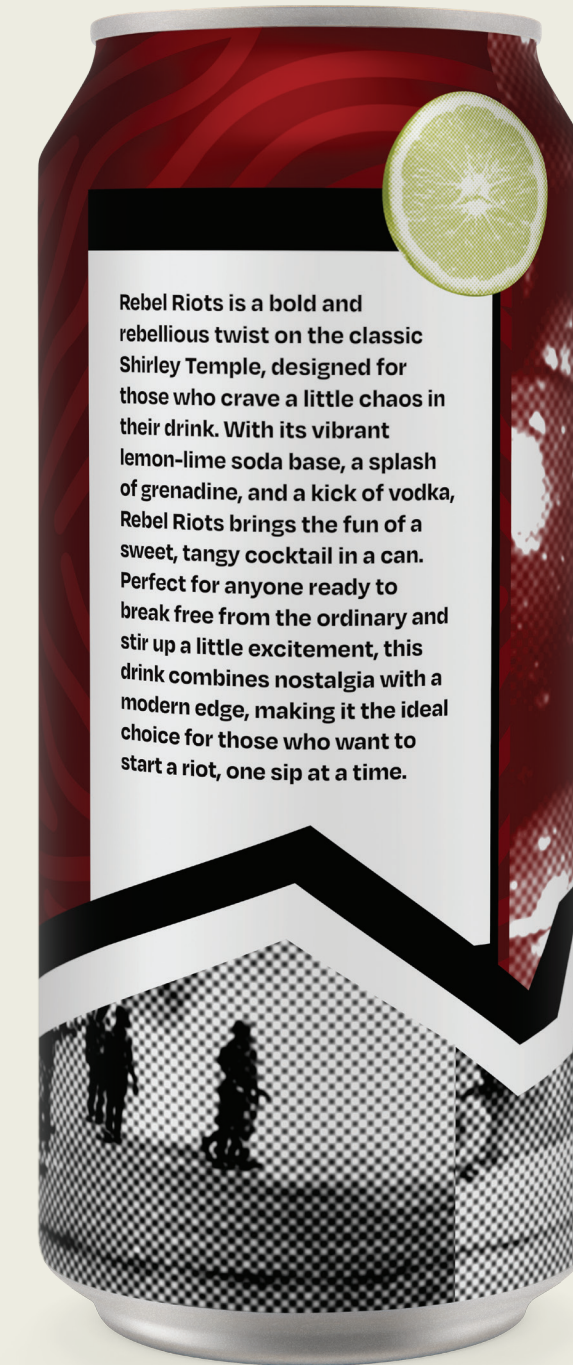 Rebel Riots is a bold and
rebellious twist on the classic
Shirley Temple, designed for
those who crave a little chaos in
their drink. With its vibrant
lemon-lime soda base, a splash
of grenadine, and a kick of vodka,
Rebel Riots brings the fun of a
sweet, tangy cocktail in a can.
Perfect for anyone ready to
break free from the ordinary and
stir up a little excitement, this
drink combines nostalgia with a
modern edge, making it the ideal
choice for those who want to
start a riot, one sip at a time.